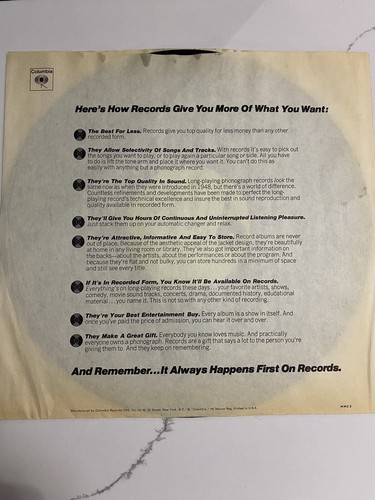 Columbia
Here's How Records Give You More Of What You Want:
The Best For Less. Records give you top quality for less money than any other
recorded form.
They Allow Selectivity Of Songs And Tracks. With records it's easy to pick out
the songs you want to play, or to play again a particular song or side. All you have
to do is lift the tone arm and place it where you want it. You can't do this as
easily with anything but a phonograph record.
They're The Top Quality In Sound. Long-playing phonograph records look the
same now as when they were introduced in 1948, but there's a world of difference.
Countless refinements and developments have been made to perfect the long-
playing record's technical excellence and insure the best in sound reproduction and
quality available in recorded form.
They'll Give You Hours Of Continuous And Uninterrupted Listening Pleasure.
Just stack them up on your automatic changer and relax.
They're Attractive, Informative And Easy To Store. Record albums are never
out of place. Because of the aesthetic appeal of the jacket design, they're beautifully
at home in any living room or library. They've also got important information on
the backs—about the artists, about the performances or about the program. And
because they're flat and not bulky, you can store hundreds in a minimum of space
and still see every title.
If It's In Recorded Form, You Know It'll Be Available On Records.
Everything's on long-playing records these days... your favorite artists, shows,
comedy, movie sound tracks, concerts, drama, documented history, educational
material ... you name it. This is not so with any other kind of recording.
They're Your Best Entertainment Buy. Every album is a show in itself. And
once you've paid the price of admission, you can hear it over and over.
They Make A Great Gift. Everybody you know loves music. And practically
everyone owns a phonograph. Records are a gift that says a lot to the person you're
giving them to. And they keep on remembering.
And Remember...It Always Happens First On Records.